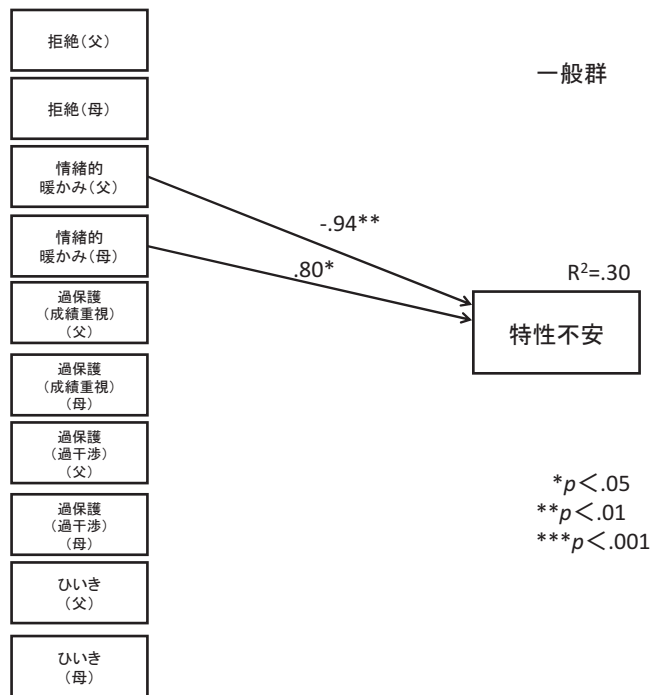 拒絶(父)
一般群
拒絶(母)
情緒的
暖かみ(父)
-.94**
情緒的
暖かみ(母)
.80*
R²=.30
過保護
(成績重視)
(父)
特性不安
過保護
(成績重視)
(母)
過保護
(過干渉)
(父)
*p<.05
過保護
(過干渉)
(母)
**p<.01
***p<.001
ひいき
(父)
ひいき
(母)